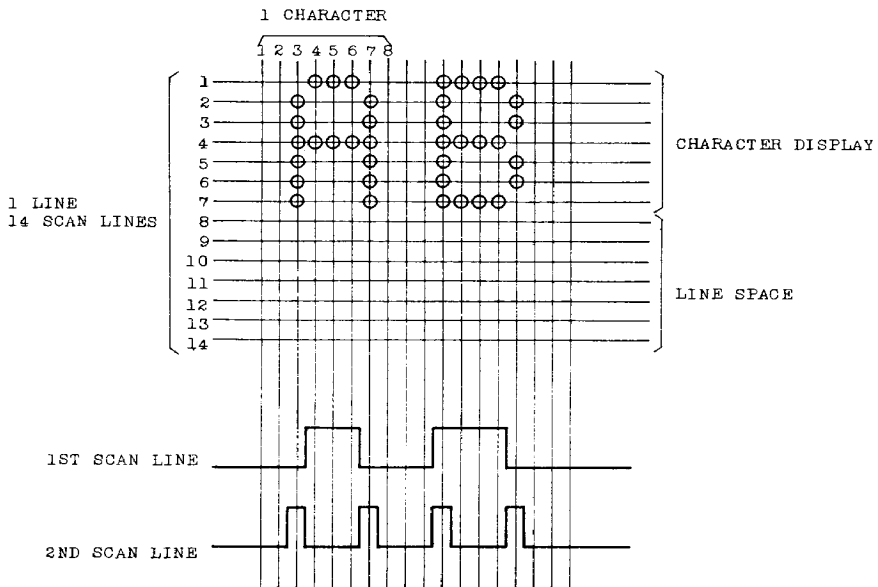 1 CHARACTER
1 2 3 4 5 6 7 8
1
2
3
4
5
6
7
8
9
10
11
12
13
14
1 LINE
14 SCAN LINES
CHARACTER DISPLAY
LINE SPACE
1ST SCAN LINE
2ND SCAN LINE